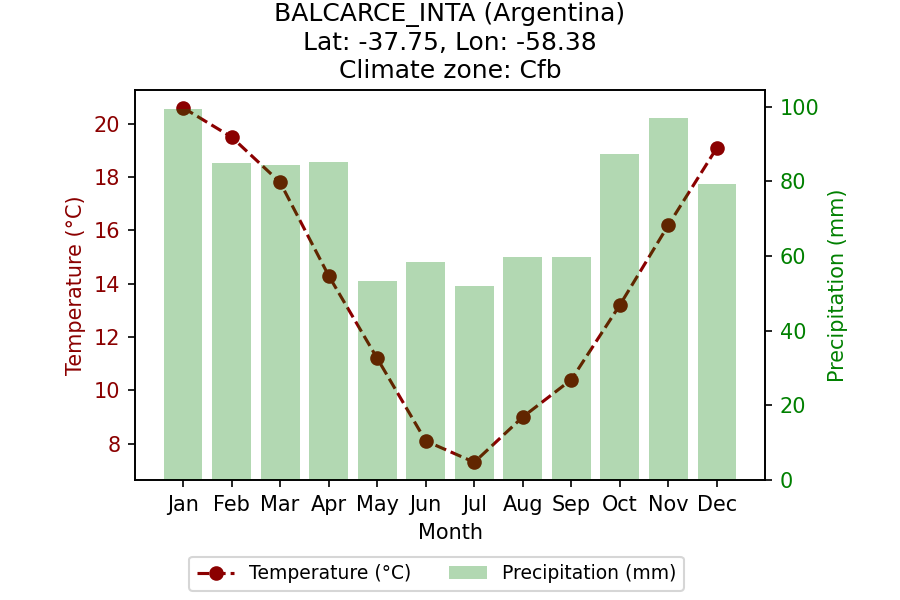 BALCARCE_INTA (Argentina)
Lat: -37.75, Lon: -58.38
Climate zone: Cfb
Temperature (°C)
20
18
16
14
12
10
8
Precipitation (mm)
100
80
60
40
20
0
Jan Feb Mar Apr May Jun Jul Aug Sep Oct Nov Dec
Month
Temperature (°C) Precipitation (mm)